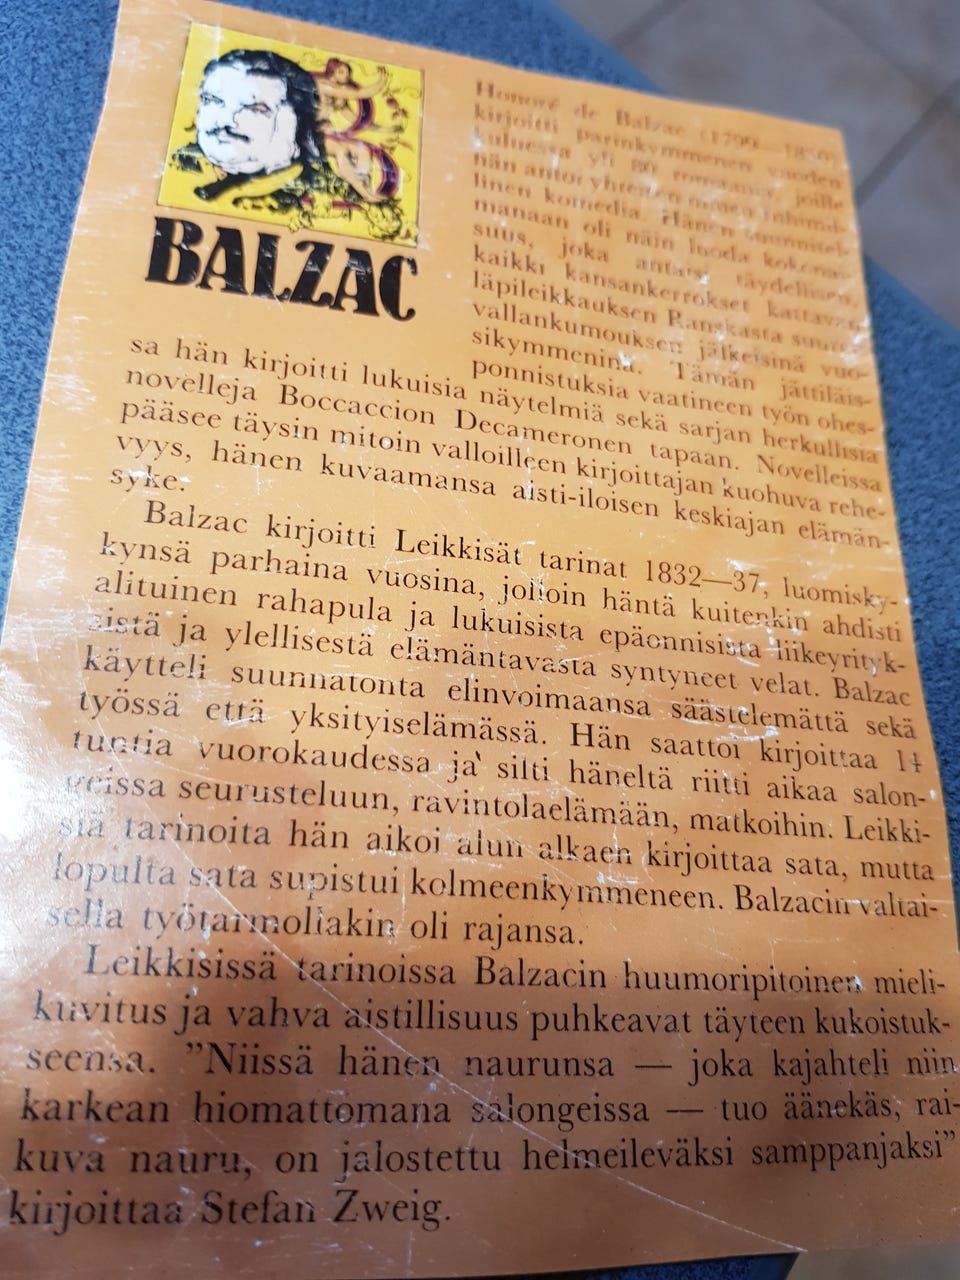 BALZAC
Honoré de Balzac (1799—1850)
kirjoitti parinkymmenen vuoden
kuluessa yli 80 romaania, joille
hän antoi yhteisen nimen Inhimil-
linen komedia. Hänen suunnitel-
manaan oli näin luoda kokonai-
suus, joka antaisi täydellisen,
kaikki kansankerrokset kattavan
läpileikkauksen Ranskasta suuren
vallankumouksen jälkeisinä vuo-
sikymmeninä. Tämän jättiläis-
ponnistuksia vaatineen työn ohes-
sa hän kirjoitti lukuisia näytelmiä sekä sarjan herkullisia
novelleja Boccaccion Decameronen tapaan. Novelleissa
pääsee täysin mitoin valloilleen kirjoittajan kuohuva rehe-
vyys, hänen kuvaamansa aisti-iloisen keskiajan elämän-
syke.
Balzac kirjoitti Leikkisät tarinat 1832—37, luomisky-
kynsä parhaina vuosina, jolloin häntä kuitenkin ahdisti
alituinen rahapula ja lukuisista epäonnisista liikeyrityk-
sistä ja ylellisestä elämäntavasta syntyneet velat. Balzac
käytteli suunnatonta elinvoimaansa säästelemättä sekä
työssä että yksityiselämässä. Hän saattoi kirjoittaa 14
tuntia vuorokaudessa ja silti häneltä riitti aikaa salon-
geissa seurusteluun, ravintolaelämään, matkoihin. Leikki-
siä tarinoita hän aikoi alun alkaen kirjoittaa sata, mutta
lopulta sata supistui kolmeenkymmeneen. Balzacin valtai-
sella työtarmollakin oli rajansa.
Leikkisissä tarinoissa Balzacin huumoripitoinen mieli-
kuvitus ja vahva aistillisuus puhkeavat täyteen kukoistuk-
seensa. ”Niissä hänen naurunsa — joka kajahteli niin
karkean hiomattomana salongeissa — tuo äänekäs, rai-
kuva nauru, on jalostettu helmeileväksi samppanjaksi”
kirjoittaa Stefan Zweig.